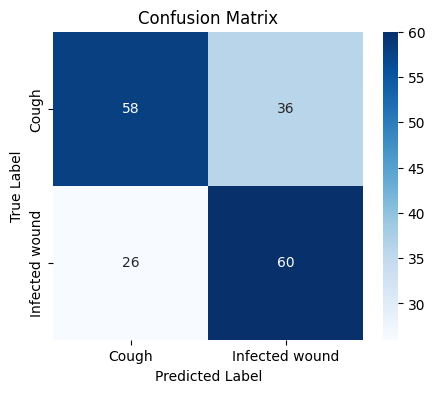 Confusion Matrix
True Label
Cough
Infected wound
58
36
26
60
Cough
Infected wound
Predicted Label
60
55
50
45
40
35
30